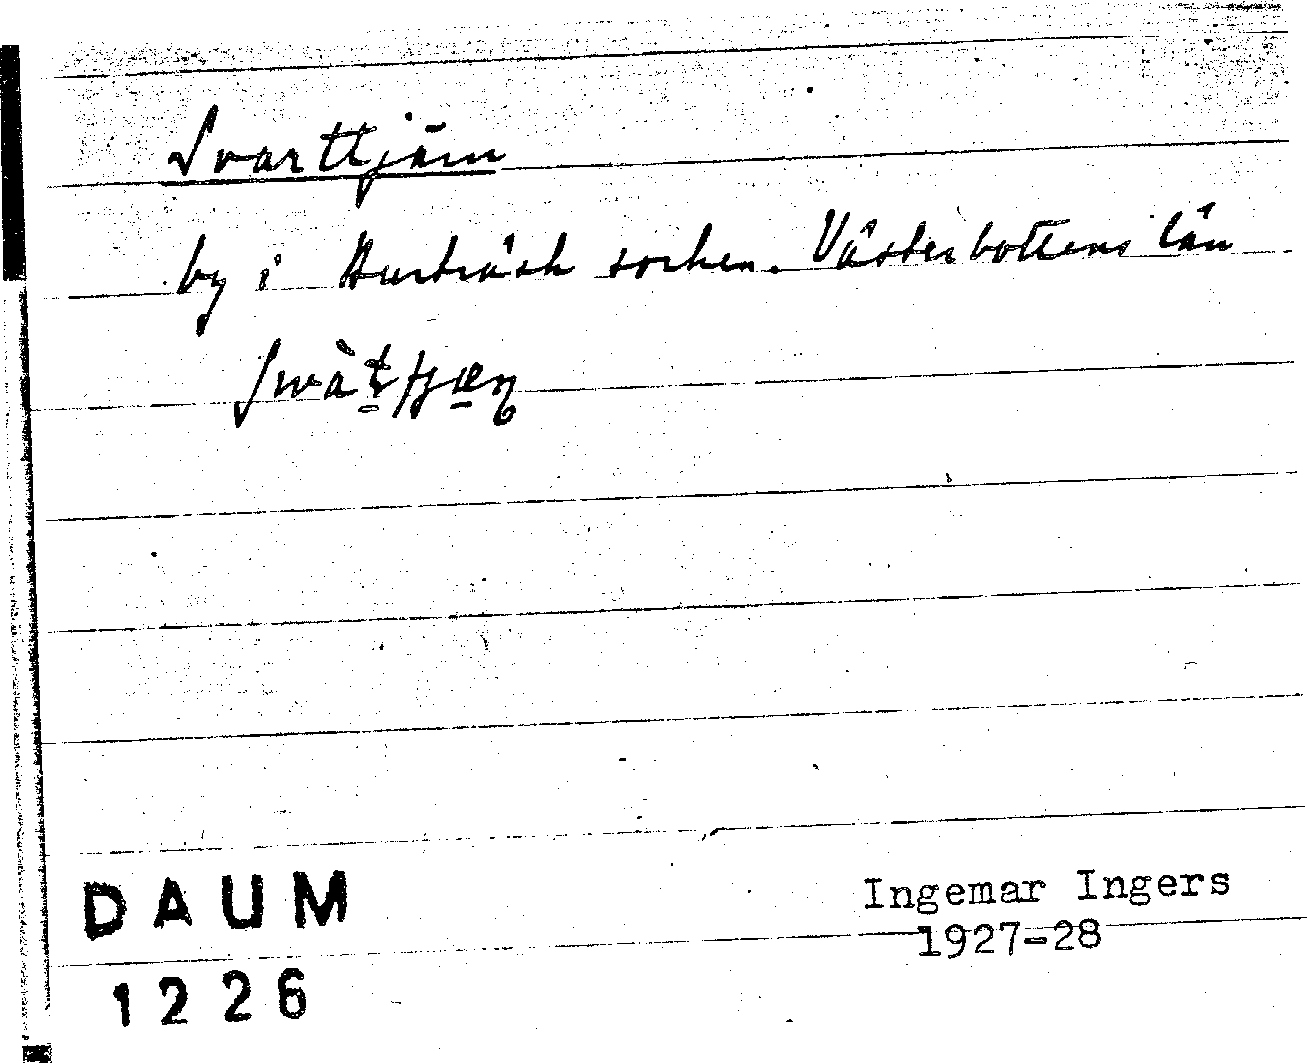 Svarttjärn
by i Burträsk socken. Västerbottens län
DAUM
1226
Ingemar Ingers
1927-28